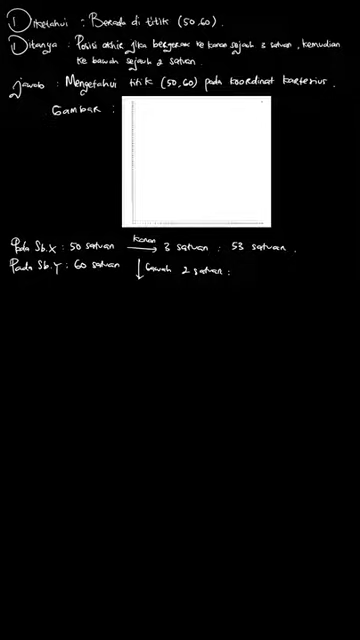 ① Diketahui : Berada di titik (50,60).
② Ditanya : Posisi akhir jika bergerak ke kanan sejauh 3 satuan, kemudian
ke bawah sejauh 2 satuan.
Jawab : Mengetahui titik (50,60) pada koordinat kartesius.
Gambar :
Pada Sb.X : 50 satuan kanan → 3 satuan : 53 satuan.
Pada Sb.Y : 60 satuan ↓ bawah 2 satuan :